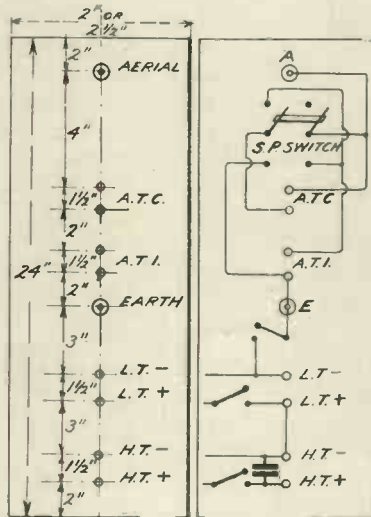 2" OR
2½"
2"
AERIAL
4"
1½"
A.T.C.
2"
1½"
A.T.I.
24"
2"
EARTH
3"
L.T-
1½"
L.T+
3"
H.T-
1½"
H.T+
2"
A
S.P. SWITCH
A.T.C
A.T.I.
E
L.T-
L.T+
H.T-
H.T+